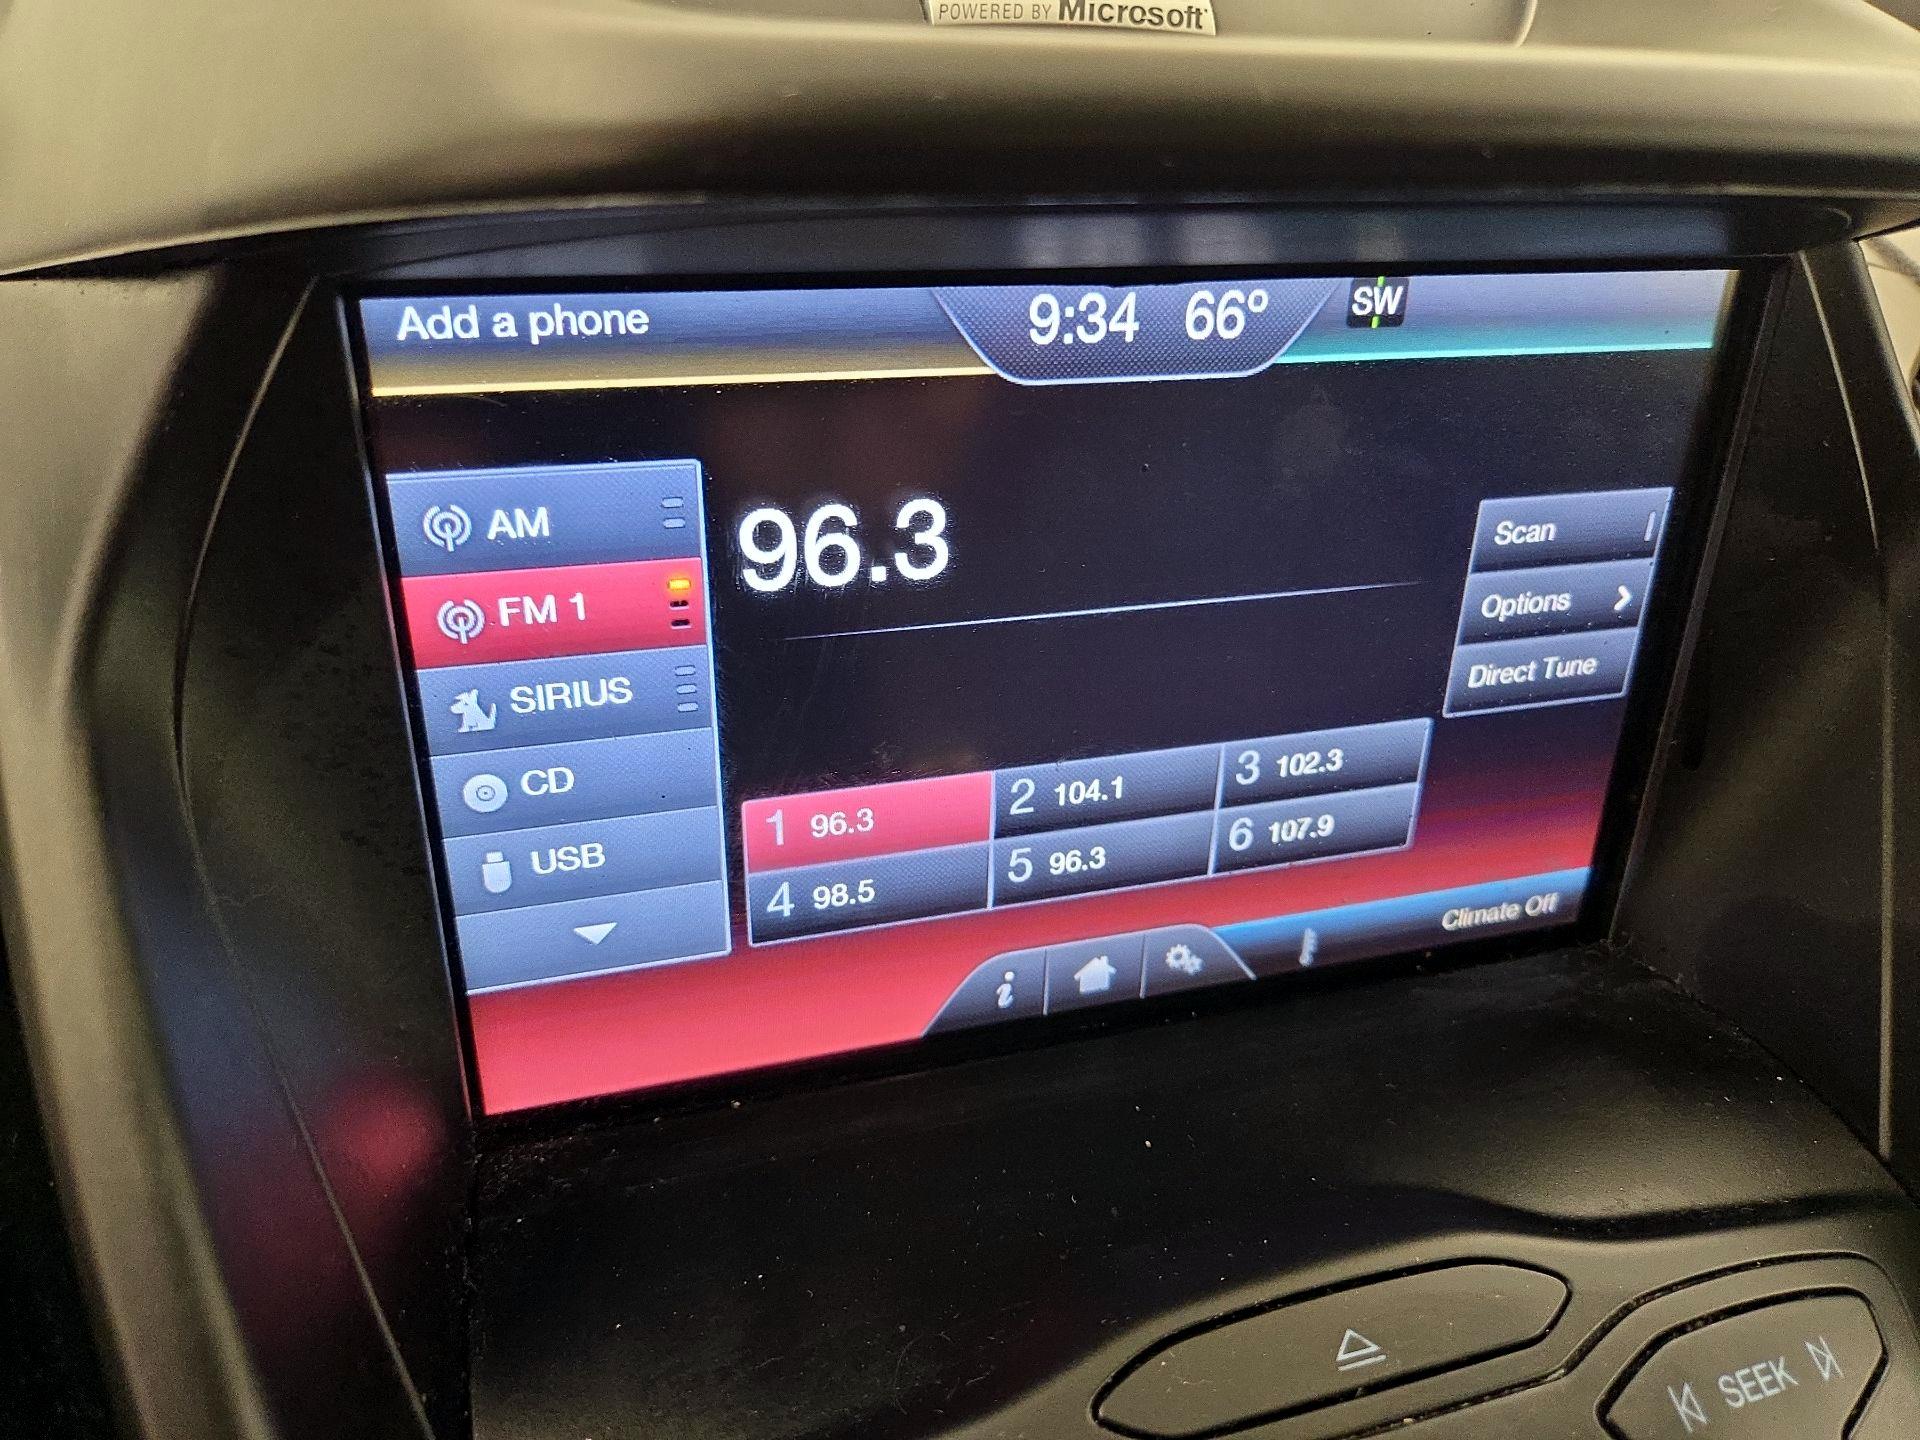 POWERED BY Microsoft
Add a phone
9:34 66°
SW
AM
FM 1
SIRIUS
CD
USB
96.3
Scan
Options
Direct Tune
1 96.3
2 104.1
3 102.3
4 98.5
5 96.3
6 107.9
i
Climate Off
SEEK